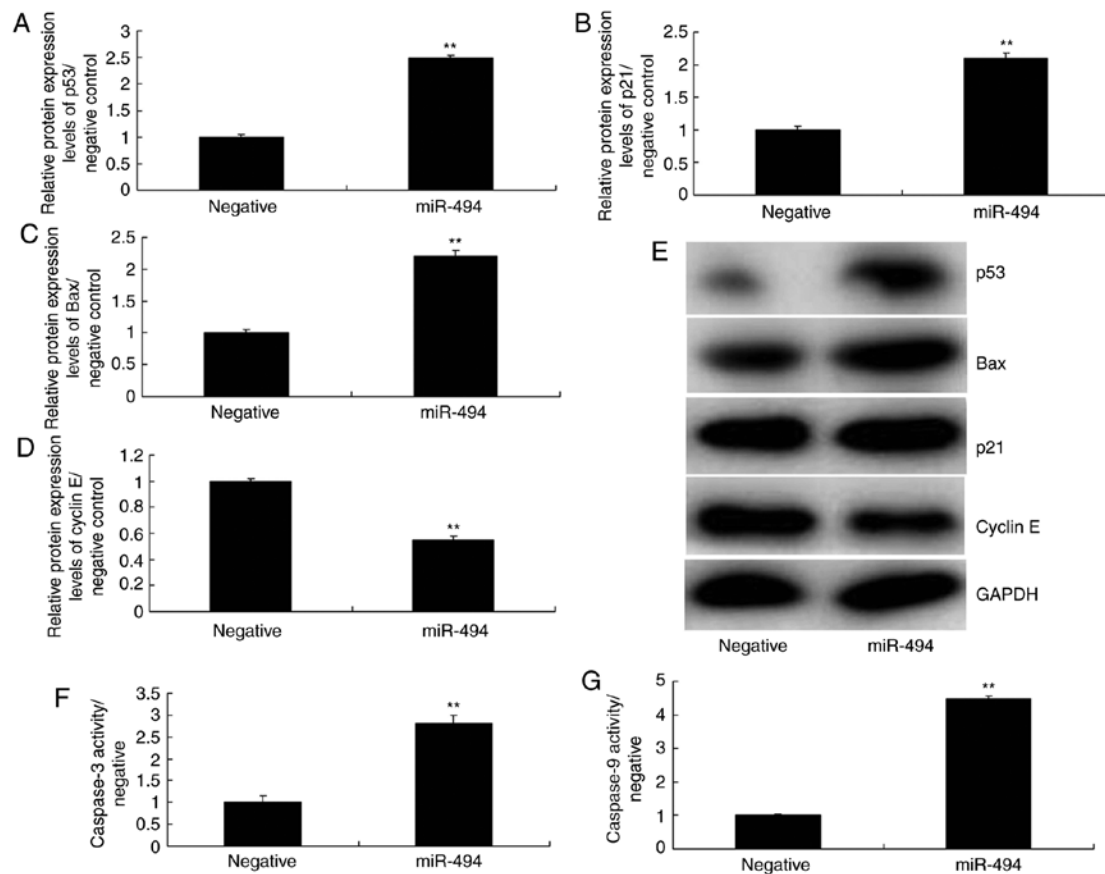 A
Relative protein expression
levels of p53/
negative control
3
2.5
2
1.5
1
0.5
0
**
Negative
miR-494
B
Relative protein expression
levels of p21/
negative control
2.5
2
1.5
1
0.5
0
**
Negative
miR-494
C
Relative protein expression
levels of Bax/
negative control
2.5
2
1.5
1
0.5
0
**
Negative
miR-494
D
Relative protein expression
levels of cyclin E/
negative control
1.2
1
0.8
0.6
0.4
0.2
0
**
Negative
miR-494
E
p53
Bax
p21
Cyclin E
GAPDH
Negative
miR-494
F
Caspase-3 activity/
negative
3.5
3
2.5
2
1.5
1
0.5
0
**
Negative
miR-494
G
Caspase-9 activity/
negative
5
4
3
2
1
0
**
Negative
miR-494